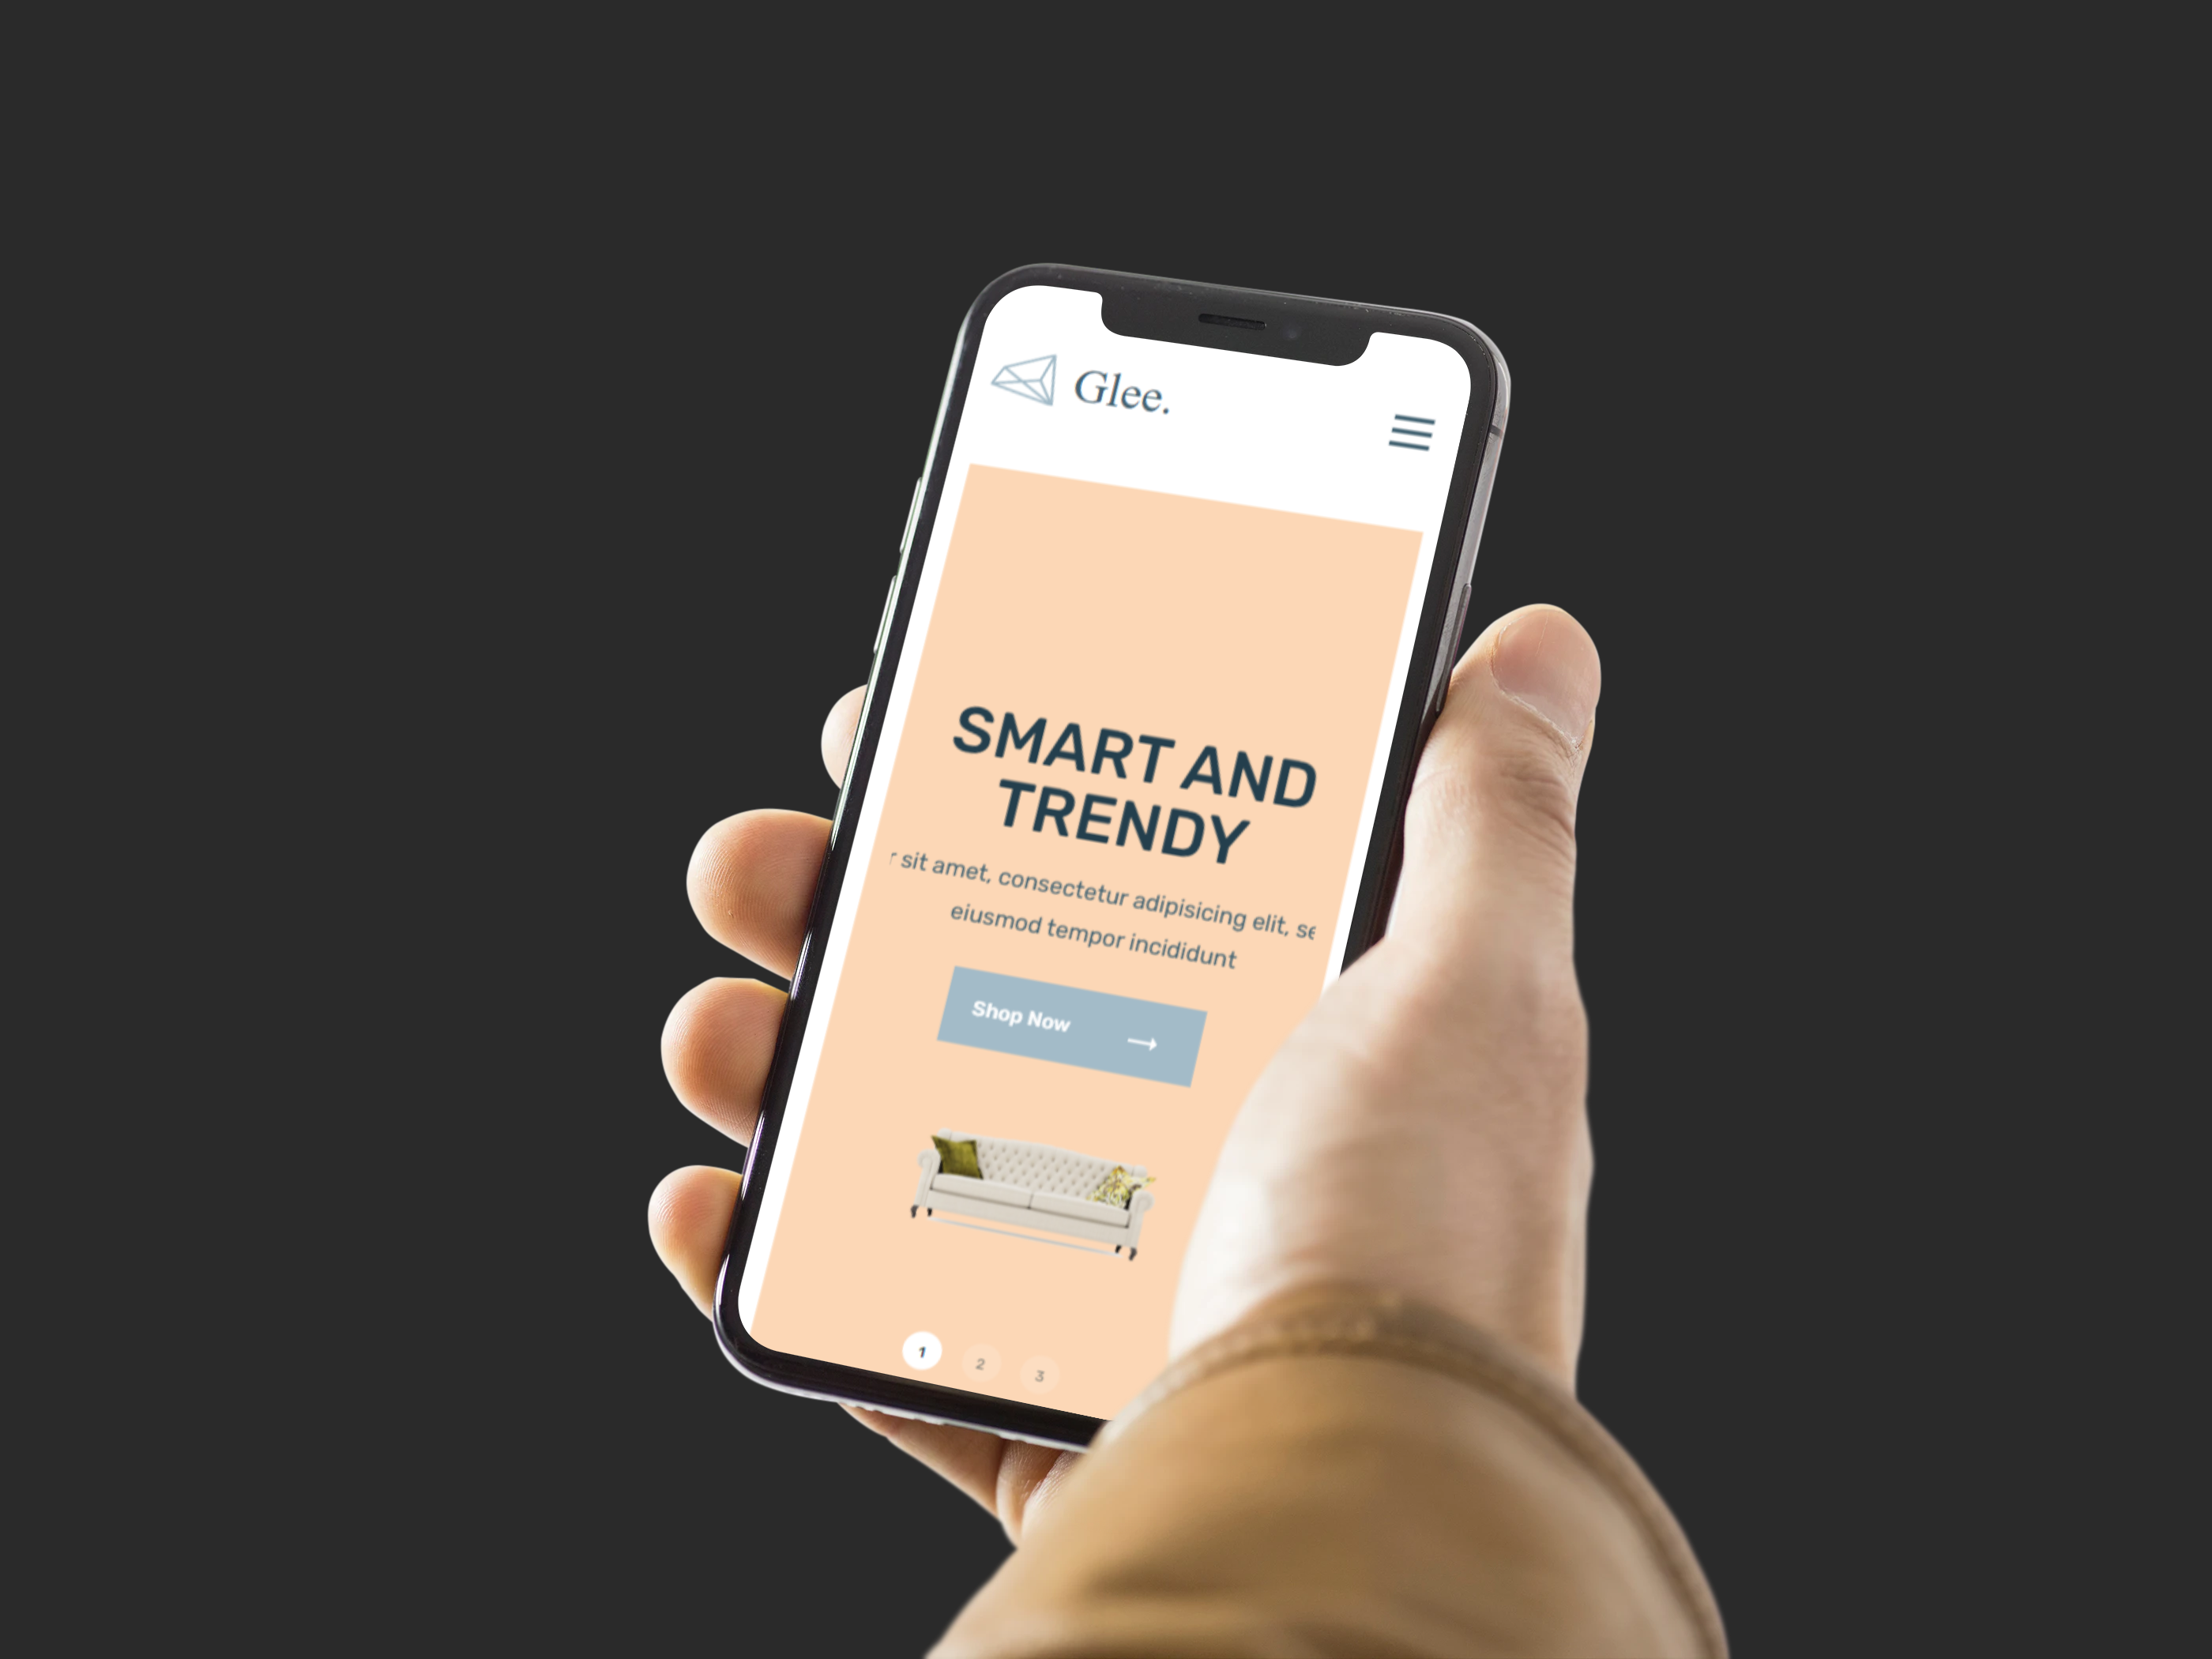 Glee.
SMART AND
TRENDY
sit amet, consectetur adipisicing elit,
eiusmod tempor incididunt
Shop Now →
1 2 3